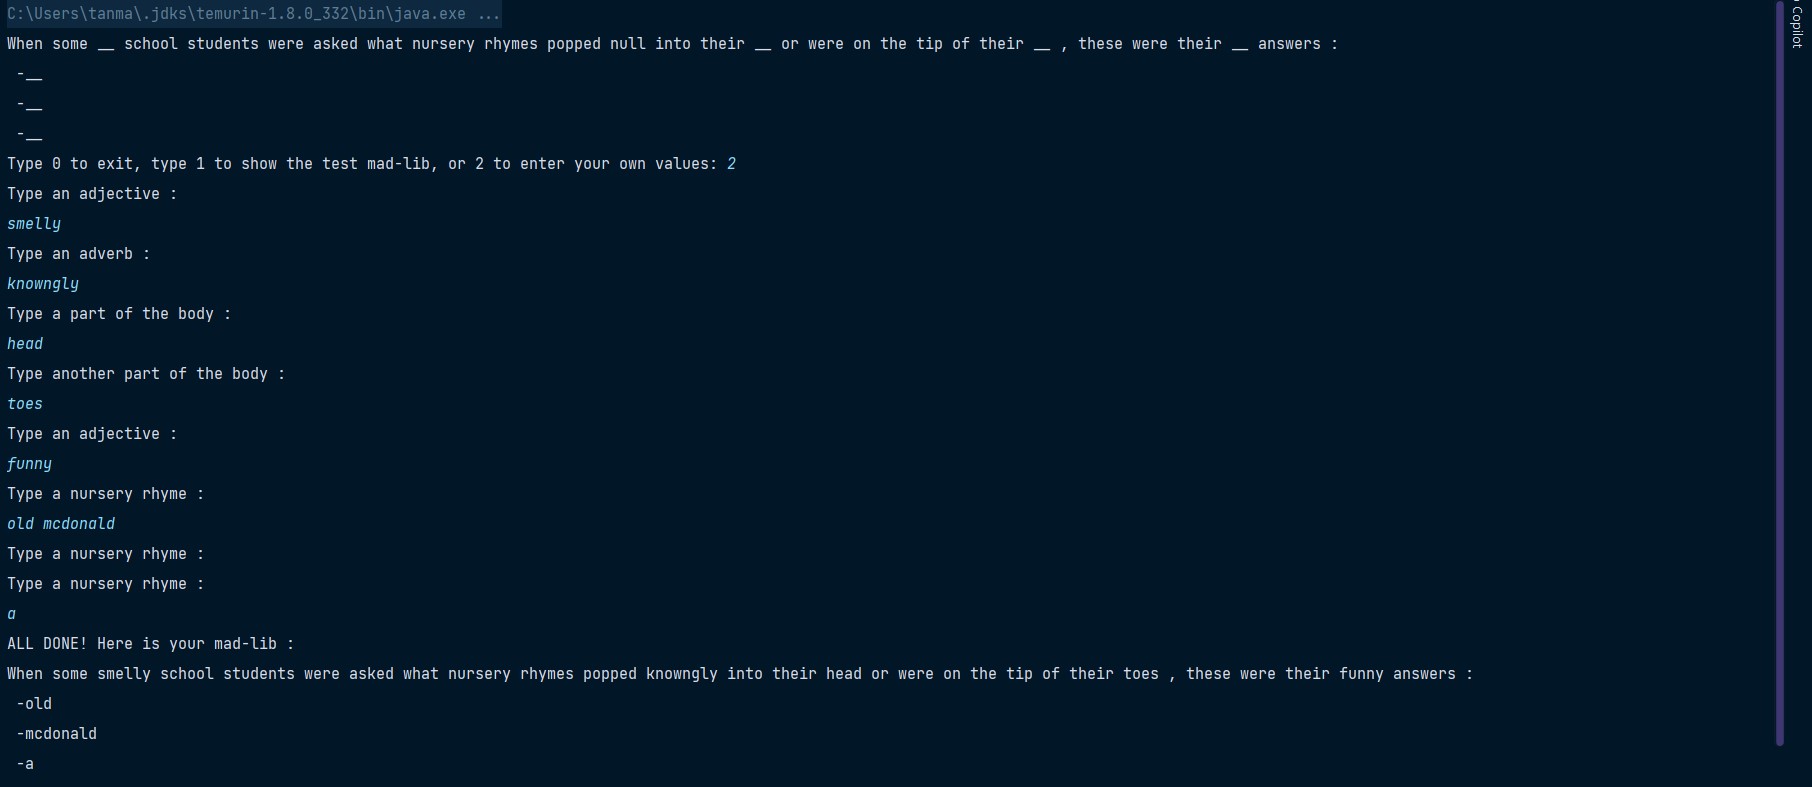 C:\Users\tanma\.jdks\temurin-1.8.0_332\bin\java.exe ...
When some __ school students were asked what nursery rhymes popped null into their __ or were on the tip of their __ , these were their __ answers :
-__
-__
-__
Type 0 to exit, type 1 to show the test mad-lib, or 2 to enter your own values: 2
Type an adjective :
smelly
Type an adverb :
knowngly
Type a part of the body :
head
Type another part of the body :
toes
Type an adjective :
funny
Type a nursery rhyme :
old mcdonald
Type a nursery rhyme :
Type a nursery rhyme :
a
ALL DONE! Here is your mad-lib :
When some smelly school students were asked what nursery rhymes popped knowngly into their head or were on the tip of their toes , these were their funny answers :
-old
-mcdonald
-a
Copilot